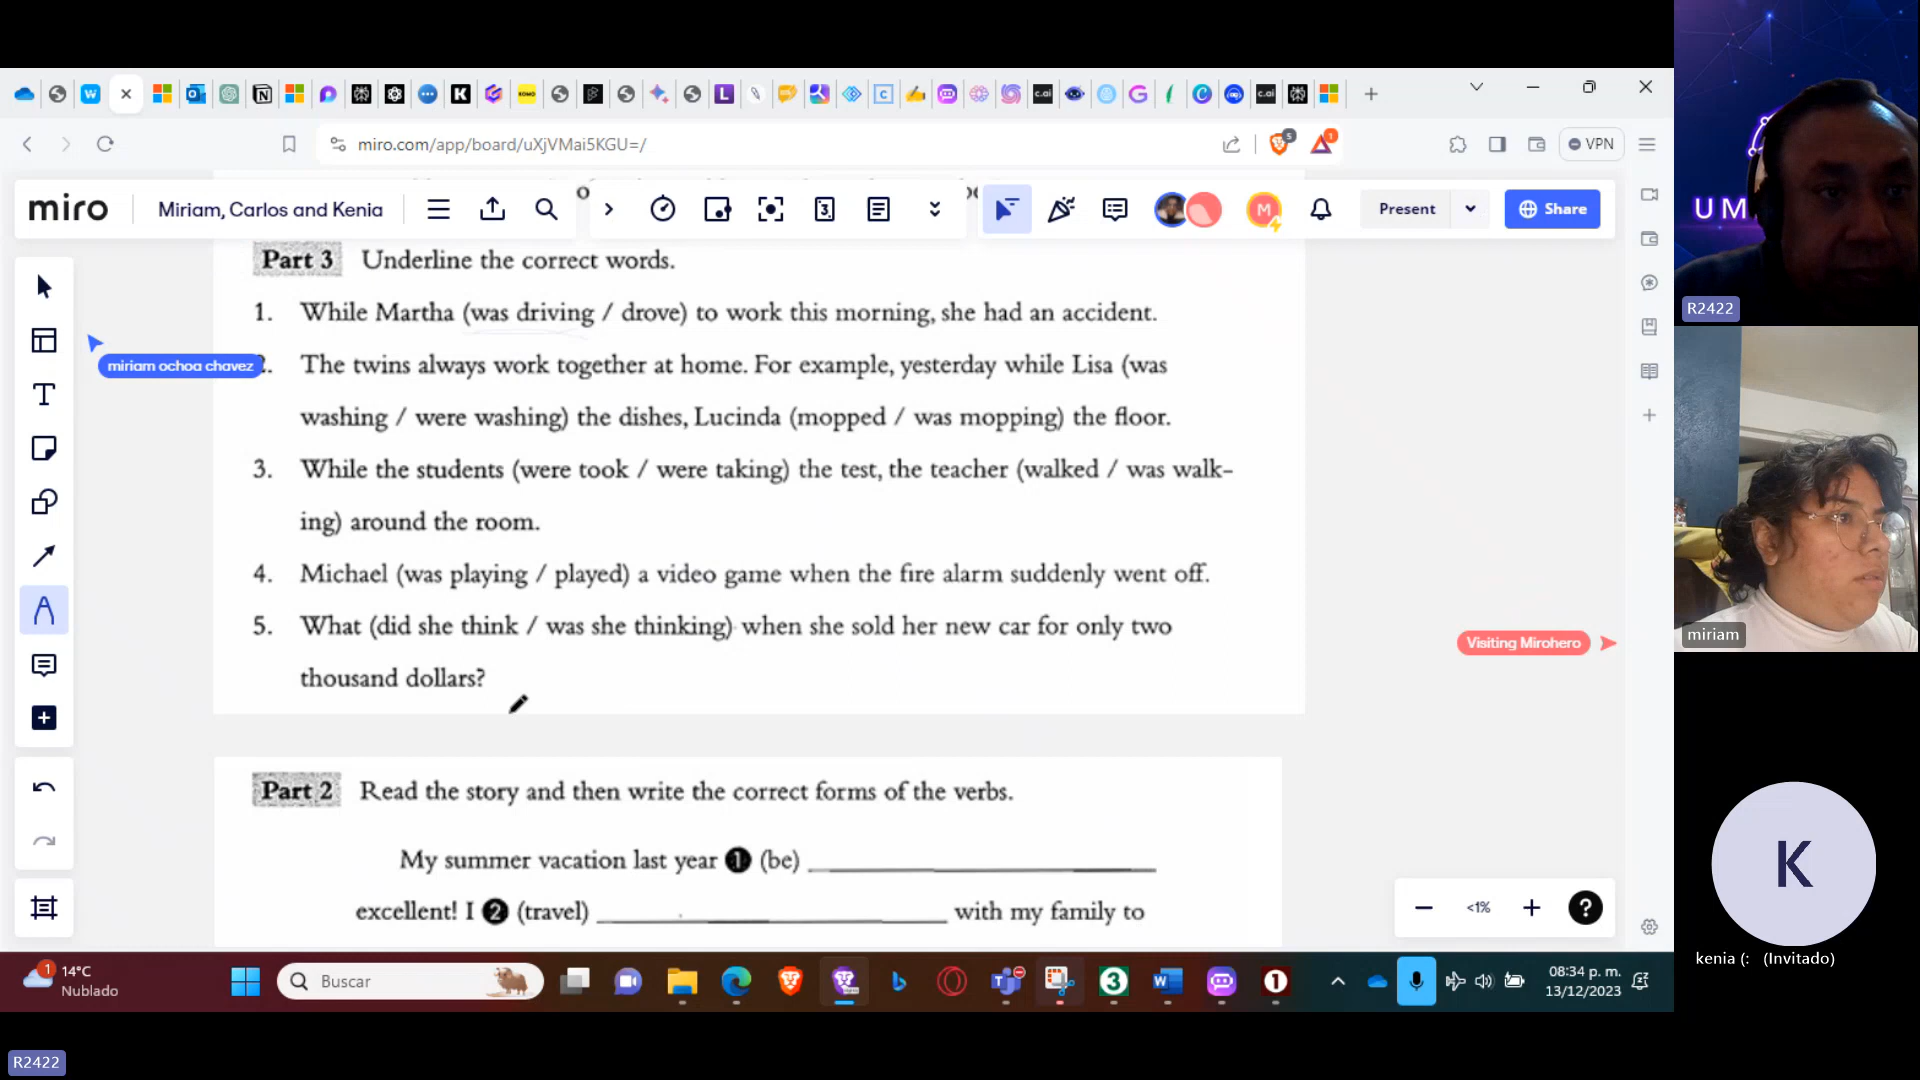 miro.com/app/board/uXjVMai5KGU=/
5
1
VPN
miro
Miriam, Carlos and Kenia
3
M
Present
Share
Part 3 Underline the correct words.
1. While Martha (was driving / drove) to work this morning, she had an accident.
miriam ochoa chavez
The twins always work together at home. For example, yesterday while Lisa (was
washing / were washing) the dishes, Lucinda (mopped / was mopping) the floor.
3. While the students (were took / were taking) the test, the teacher (walked / was walk-
ing) around the room.
4. Michael (was playing / played) a video game when the fire alarm suddenly went off.
5. What (did she think / was she thinking) when she sold her new car for only two
thousand dollars?
Visiting Mirohero
Part 2 Read the story and then write the correct forms of the verbs.
My summer vacation last year 1 (be)
excellent! I 2 (travel) with my family to
<1%
?
1
14°C
Nublado
Buscar
08:34 p. m.
13/12/2023
U M
R2422
miriam
K
kenia (: (Invitado)
R2422